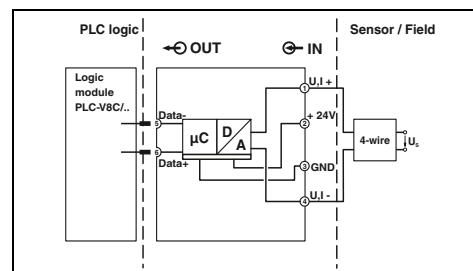 PLC logic
OUT
IN
Sensor / Field
Logic
module
PLC-V8C/..
5
Data-
6
Data+
µC
D
A
1
U,I +
2
+ 24V
3
GND
4
U,I -
4-wire
Us